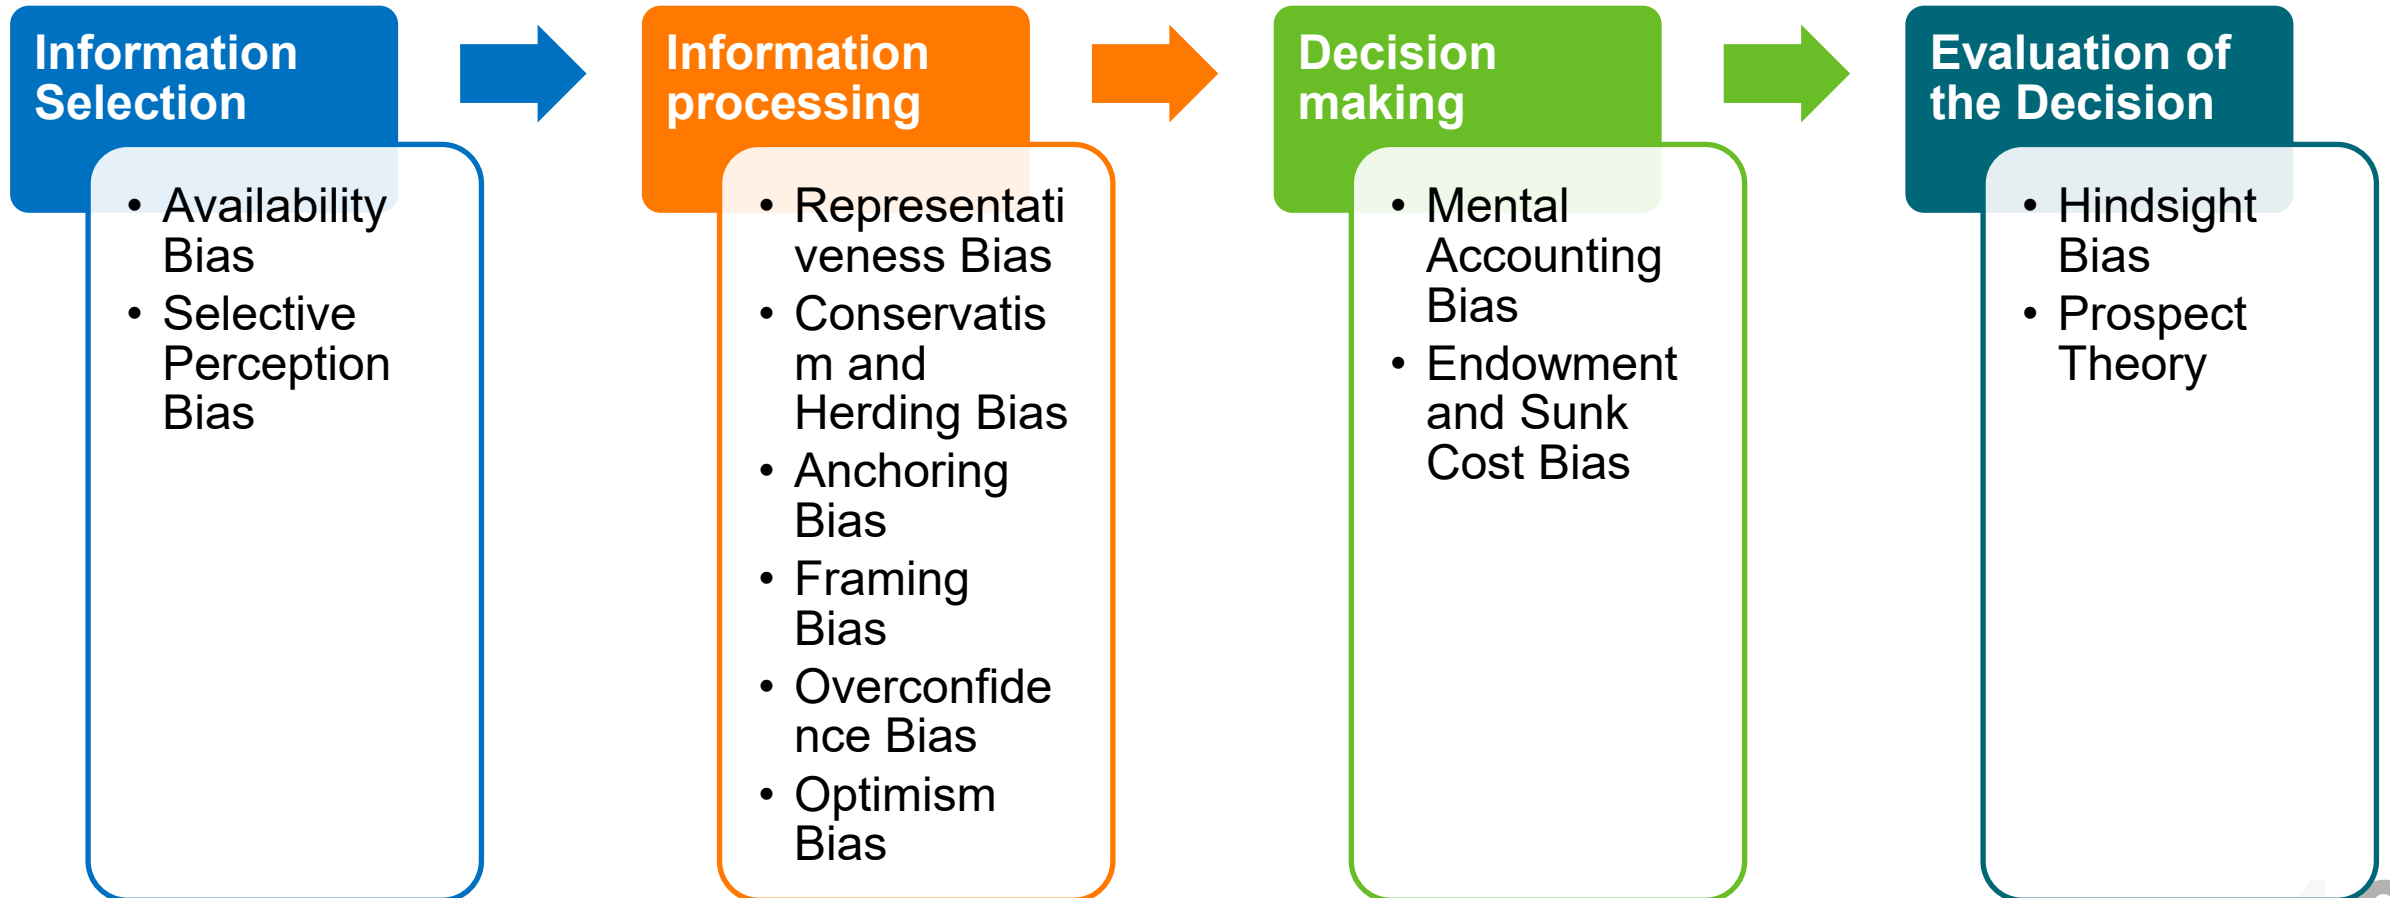 Information
Selection
• Availability
Bias
• Selective
Perception
Bias
Information
processing
• Representati
veness Bias
• Conservatis
m and
Herding Bias
• Anchoring
Bias
• Framing
Bias
• Overconfide
nce Bias
• Optimism
Bias
Decision
making
• Mental
Accounting
Bias
• Endowment
and Sunk
Cost Bias
Evaluation of
the Decision
• Hindsight
Bias
• Prospect
Theory